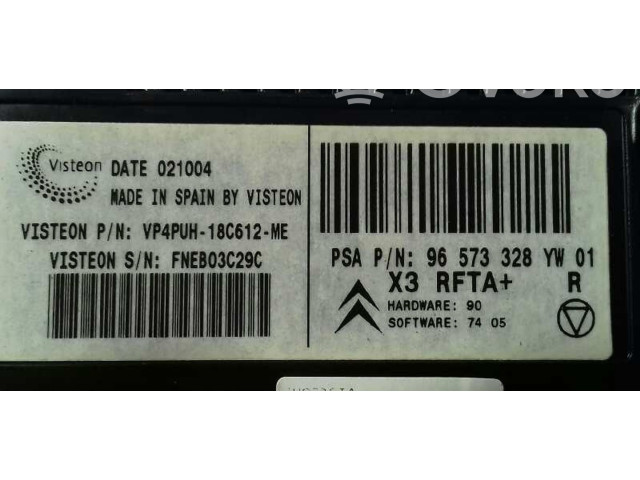 Visteon
DATE 021004
MADE IN SPAIN BY VISTEON
VISTEON P/N: VP4PUH-18C612-ME
VISTEON S/N: FNEB03C29C
PSA P/N: 96 573 328 YW 01
X3 RFTA+ R
HARDWARE: 90
SOFTWARE: 74 05